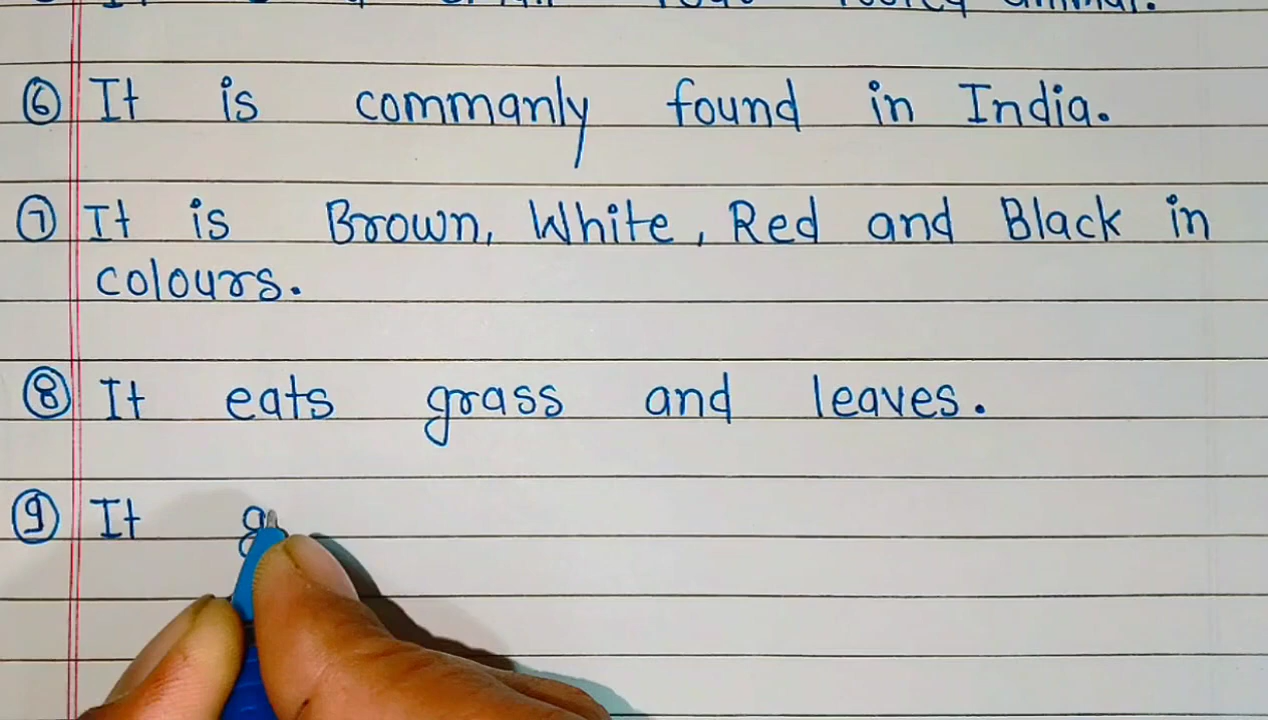 animal.
⑥ It is commanly found in India.
⑦ It is Brown, White, Red and Black in
colours.
⑧ It eats grass and leaves.
⑨ It g